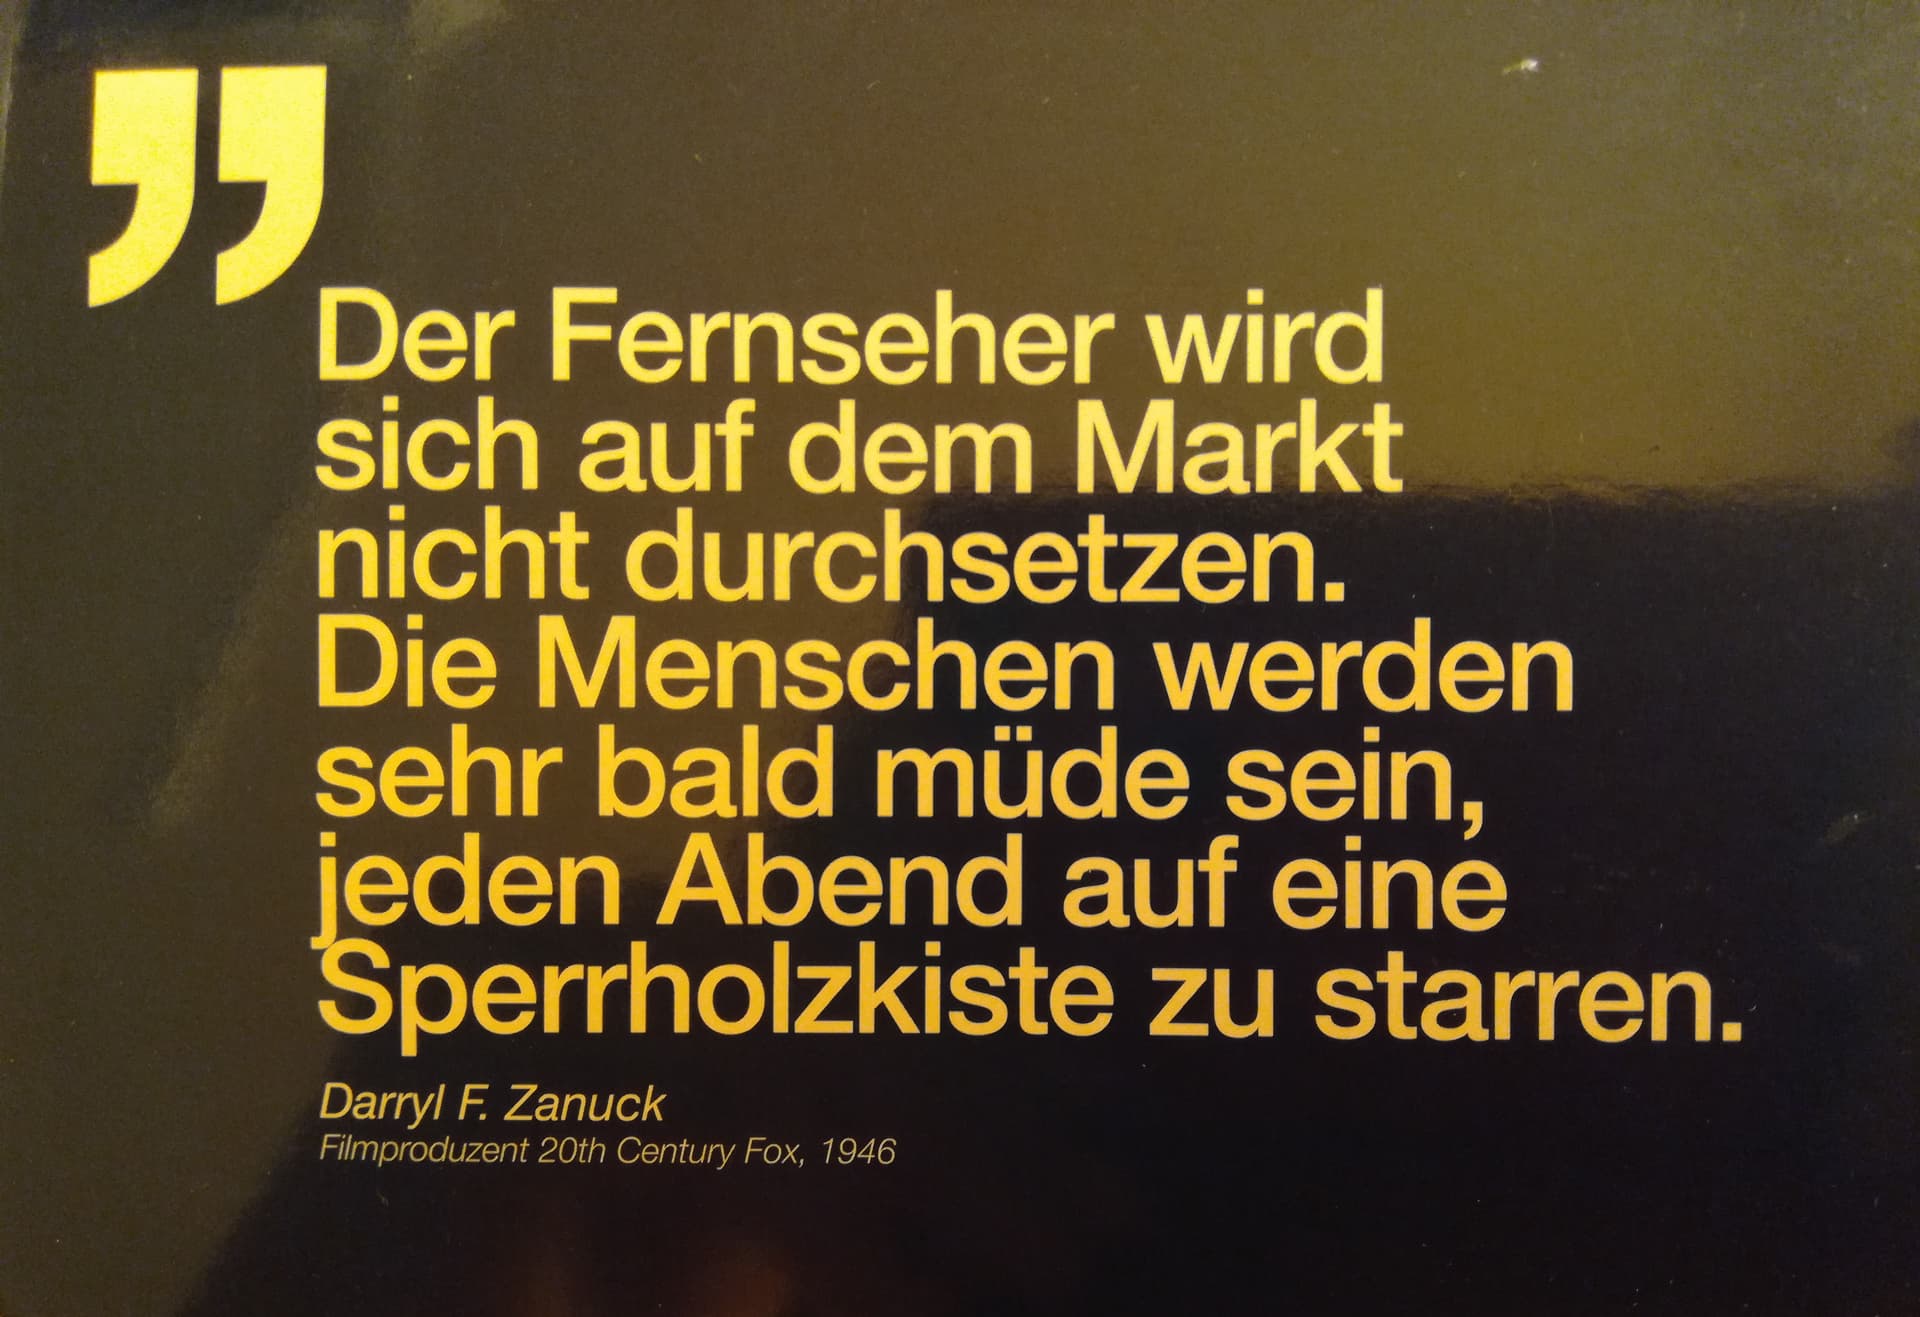 ”
Der Fernseher wird
sich auf dem Markt
nicht durchsetzen.
Die Menschen werden
sehr bald müde sein,
jeden Abend auf eine
Sperrholzkiste zu starren.
Darryl F. Zanuck
Filmproduzent 20th Century Fox, 1946